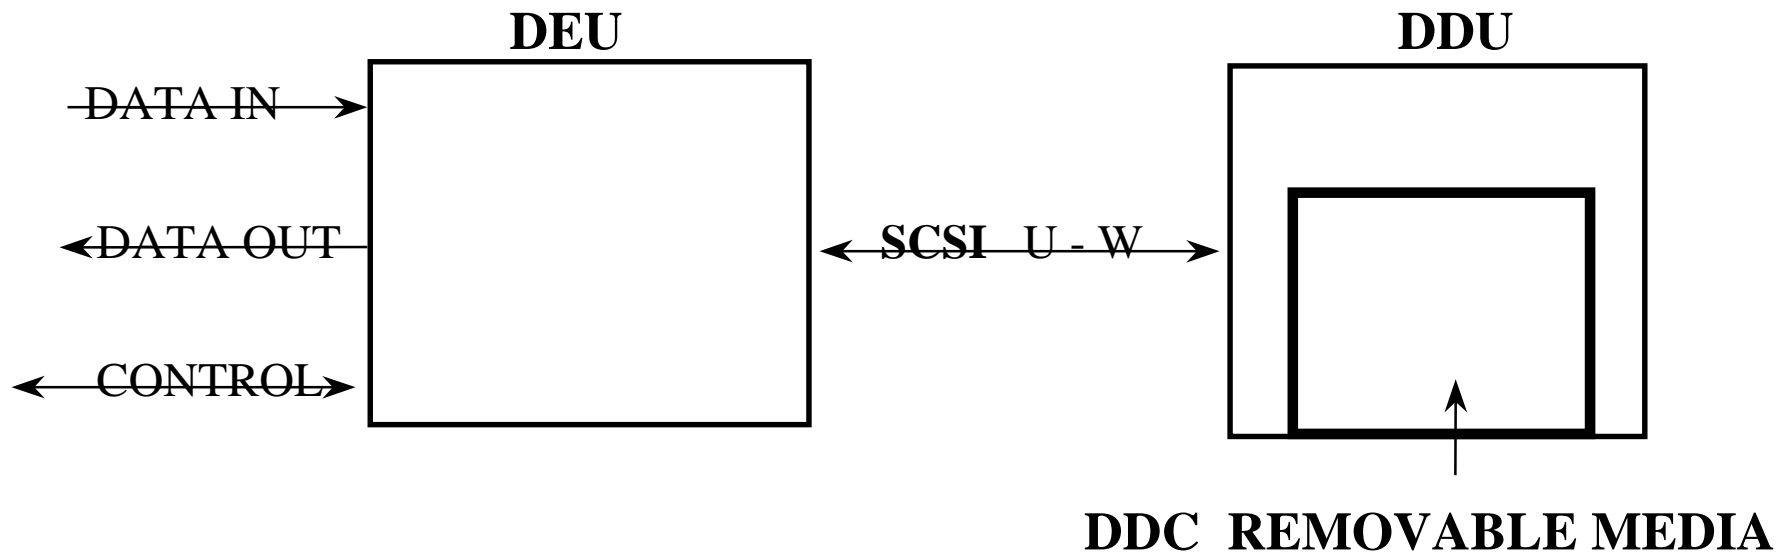 DEU
DDU
DATA IN
DATA OUT
SCSI U - W
CONTROL
DDC REMOVABLE MEDIA